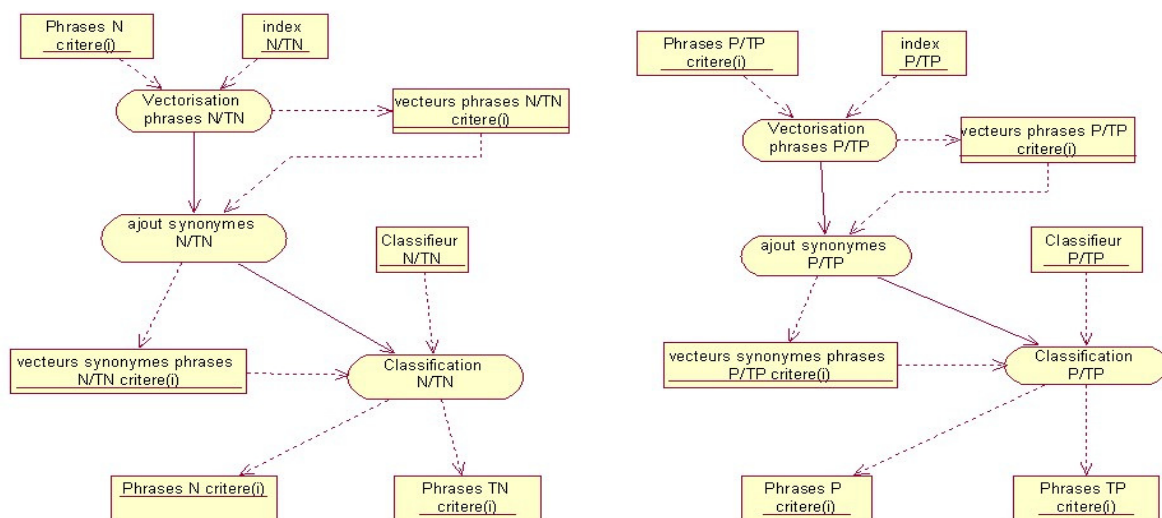 Phrases N
critere(i)
index
N/TN
Vectorisation
phrases N/TN
vecteurs phrases N/TN
critere(i)
ajout synonymes
N/TN
Classifieur
N/TN
vecteurs synonymes phrases
N/TN critere(i)
Classification
N/TN
Phrases N critere(i)
Phrases TN
critere(i)
Phrases P/TP
critere(i)
index
P/TP
Vectorisation
phrases P/TP
vecteurs phrases P/TP
critere(i)
ajout synonymes
P/TP
Classifieur
P/TP
vecteurs synonymes phrases
P/TP critere(i)
Classification
P/TP
Phrases P
critere(i)
Phrases TP
critere(i)